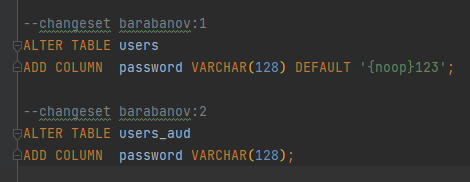 --changeset barabanov:1
ALTER TABLE users
ADD COLUMN  password VARCHAR(128) DEFAULT '{noop}123';
--changeset barabanov:2
ALTER TABLE users_aud
ADD COLUMN  password VARCHAR(128);